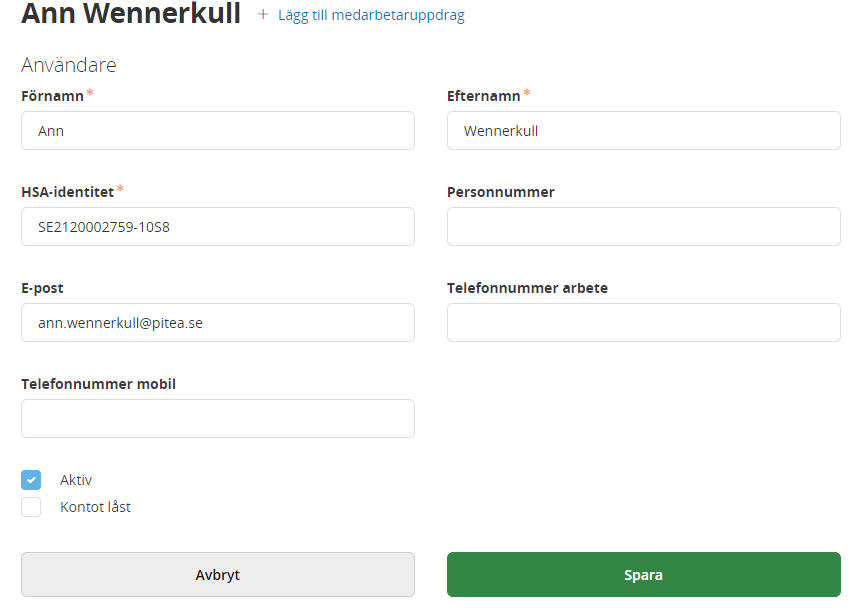 Ann Wennerkull + Lägg till medarbetaruppdrag
Användare
Förnamn* Efternamn*
Ann Wennerkull
HSA-identitet* Personnummer
SE2120002759-10S8
E-post Telefonnummer arbete
ann.wennerkull@pitea.se
Telefonnummer mobil
Aktiv
Kontot låst
Avbryt Spara